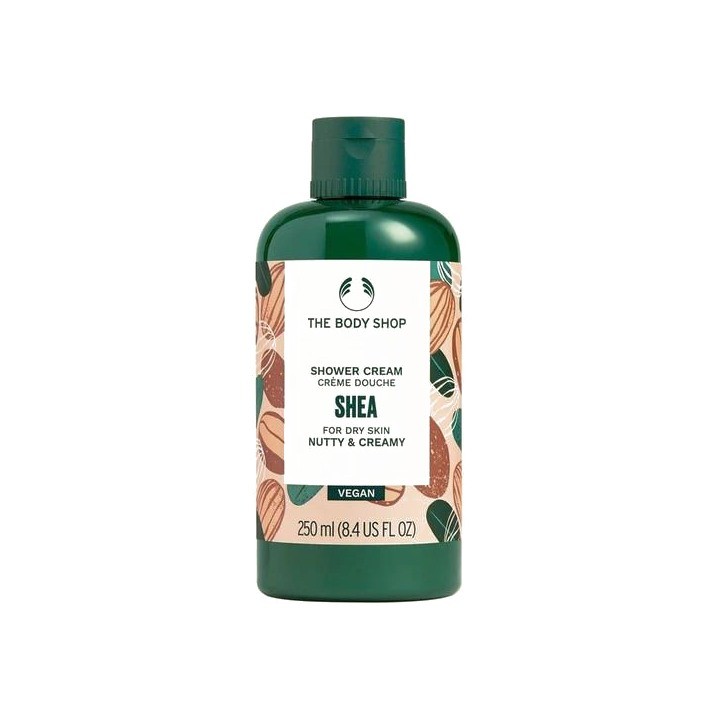 THE BODY SHOP
SHOWER CREAM
CRÈME DOUCHE
SHEA
FOR DRY SKIN
NUTTY & CREAMY
VEGAN
250 ml (8.4 US FL OZ)